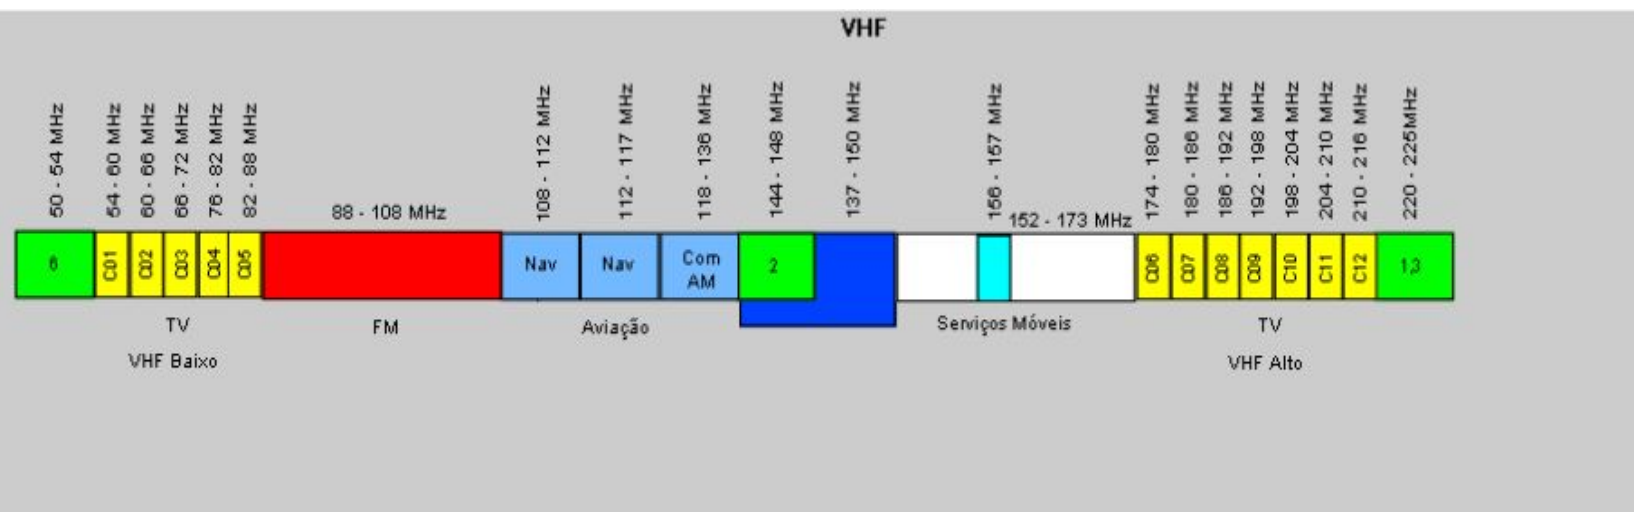 VHF
50 - 54 MHz
54 - 60 MHz
60 - 66 MHz
66 - 72 MHz
76 - 82 MHz
82 - 88 MHz
88 - 108 MHz
108 - 112 MHz
112 - 117 MHz
118 - 136 MHz
144 - 148 MHz
137 - 150 MHz
156 - 157 MHz
152 - 173 MHz
174 - 180 MHz
180 - 186 MHz
186 - 192 MHz
192 - 198 MHz
198 - 204 MHz
204 - 210 MHz
210 - 216 MHz
220 - 225MHz
6
C01
C02
C03
C04
C05
Nav
Nav
Com
AM
2
C06
C07
C08
C09
C10
C11
C12
1,3
TV
FM
Aviação
Serviços Móveis
TV
VHF Baixo
VHF Alto